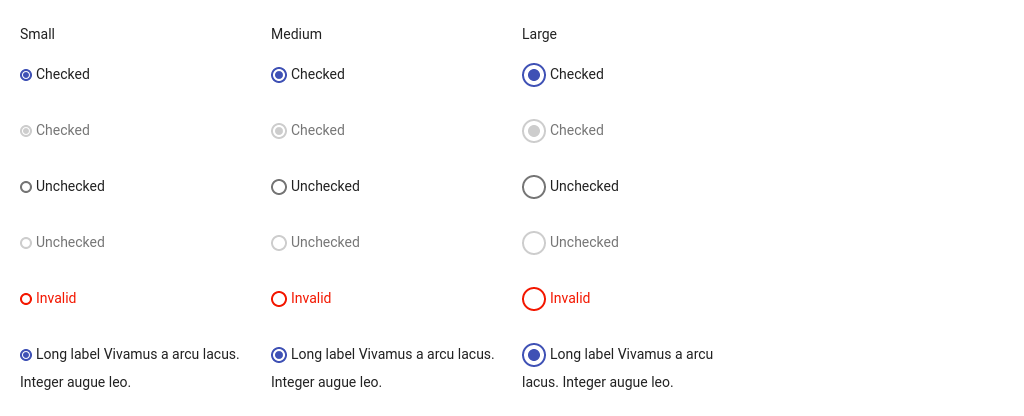 Small Medium Large
Checked Checked Checked
Checked Checked Checked
Unchecked Unchecked Unchecked
Unchecked Unchecked Unchecked
Invalid Invalid Invalid
Long label Vivamus a arcu lacus. Long label Vivamus a arcu lacus. Long label Vivamus a arcu
Integer augue leo. Integer augue leo. lacus. Integer augue leo.